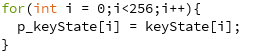 for(int i = 0;i<256;i++){
  p_keyState[i] = keyState[i];
}